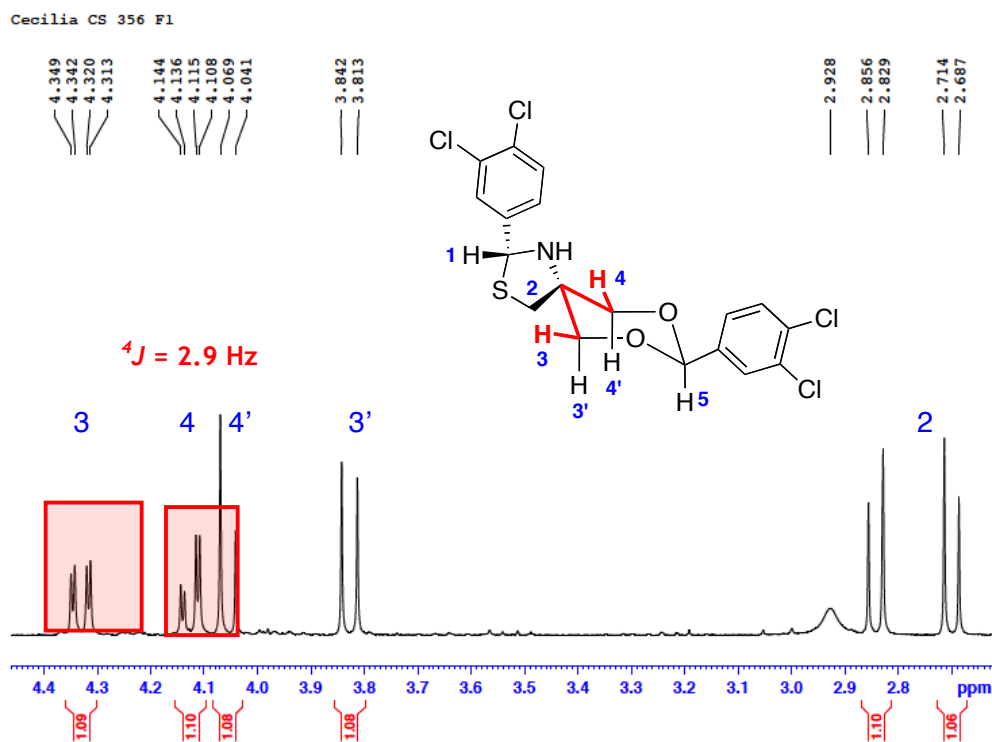 Cecilia CS 356 F1
4.349
4.342
4.320
4.313
4.144
4.136
4.115
4.108
4.069
4.041
3.842
3.813
2.928
2.856
2.829
2.714
2.687
Cl
Cl
1 H
NH
H 4
S
2
O
Cl
H
3
O
H
4'
H
3'
H 5
Cl
⁴J = 2.9 Hz
3
4
4'
3'
2
4.4 4.3 4.2 4.1 4.0 3.9 3.8 3.7 3.6 3.5 3.4 3.3 3.2 3.1 3.0 2.9 2.8 ppm
1.09
1.10
1.08
1.08
1.10
1.06